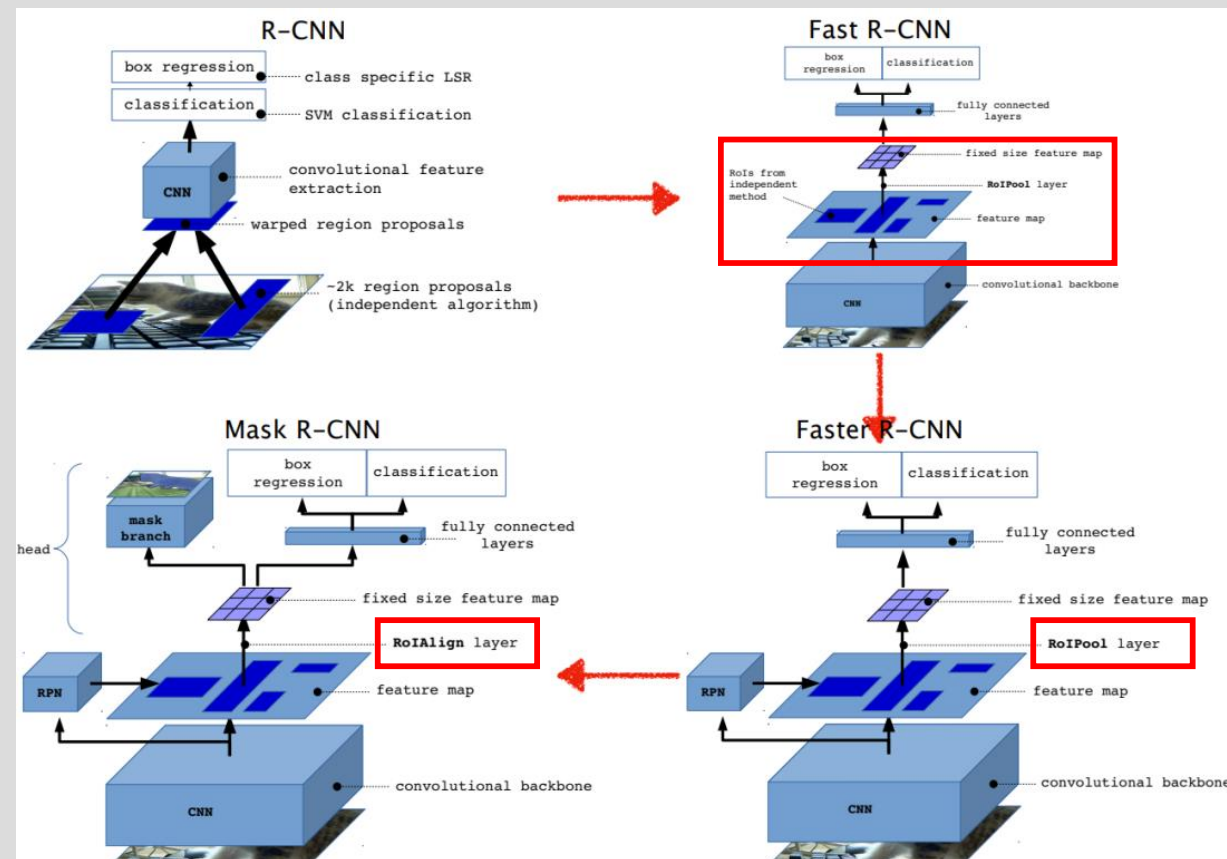 R-CNN
box regression
class specific LSR
classification
SVM classification
convolutional feature
extraction
CNN
warped region proposals
~2k region proposals
(independent algorithm)
Fast R-CNN
box
regression
classification
fully connected
layers
fixed size feature map
RoIs from
independent
method
RoIPool layer
feature map
convolutional backbone
CNN
Mask R-CNN
box
regression
classification
mask
branch
head
fully connected
layers
fixed size feature map
RoIAlign layer
RPN
feature map
convolutional backbone
CNN
Faster R-CNN
box
regression
classification
fully connected
layers
fixed size feature map
RoIPool layer
RPN
feature map
convolutional backbone
CNN